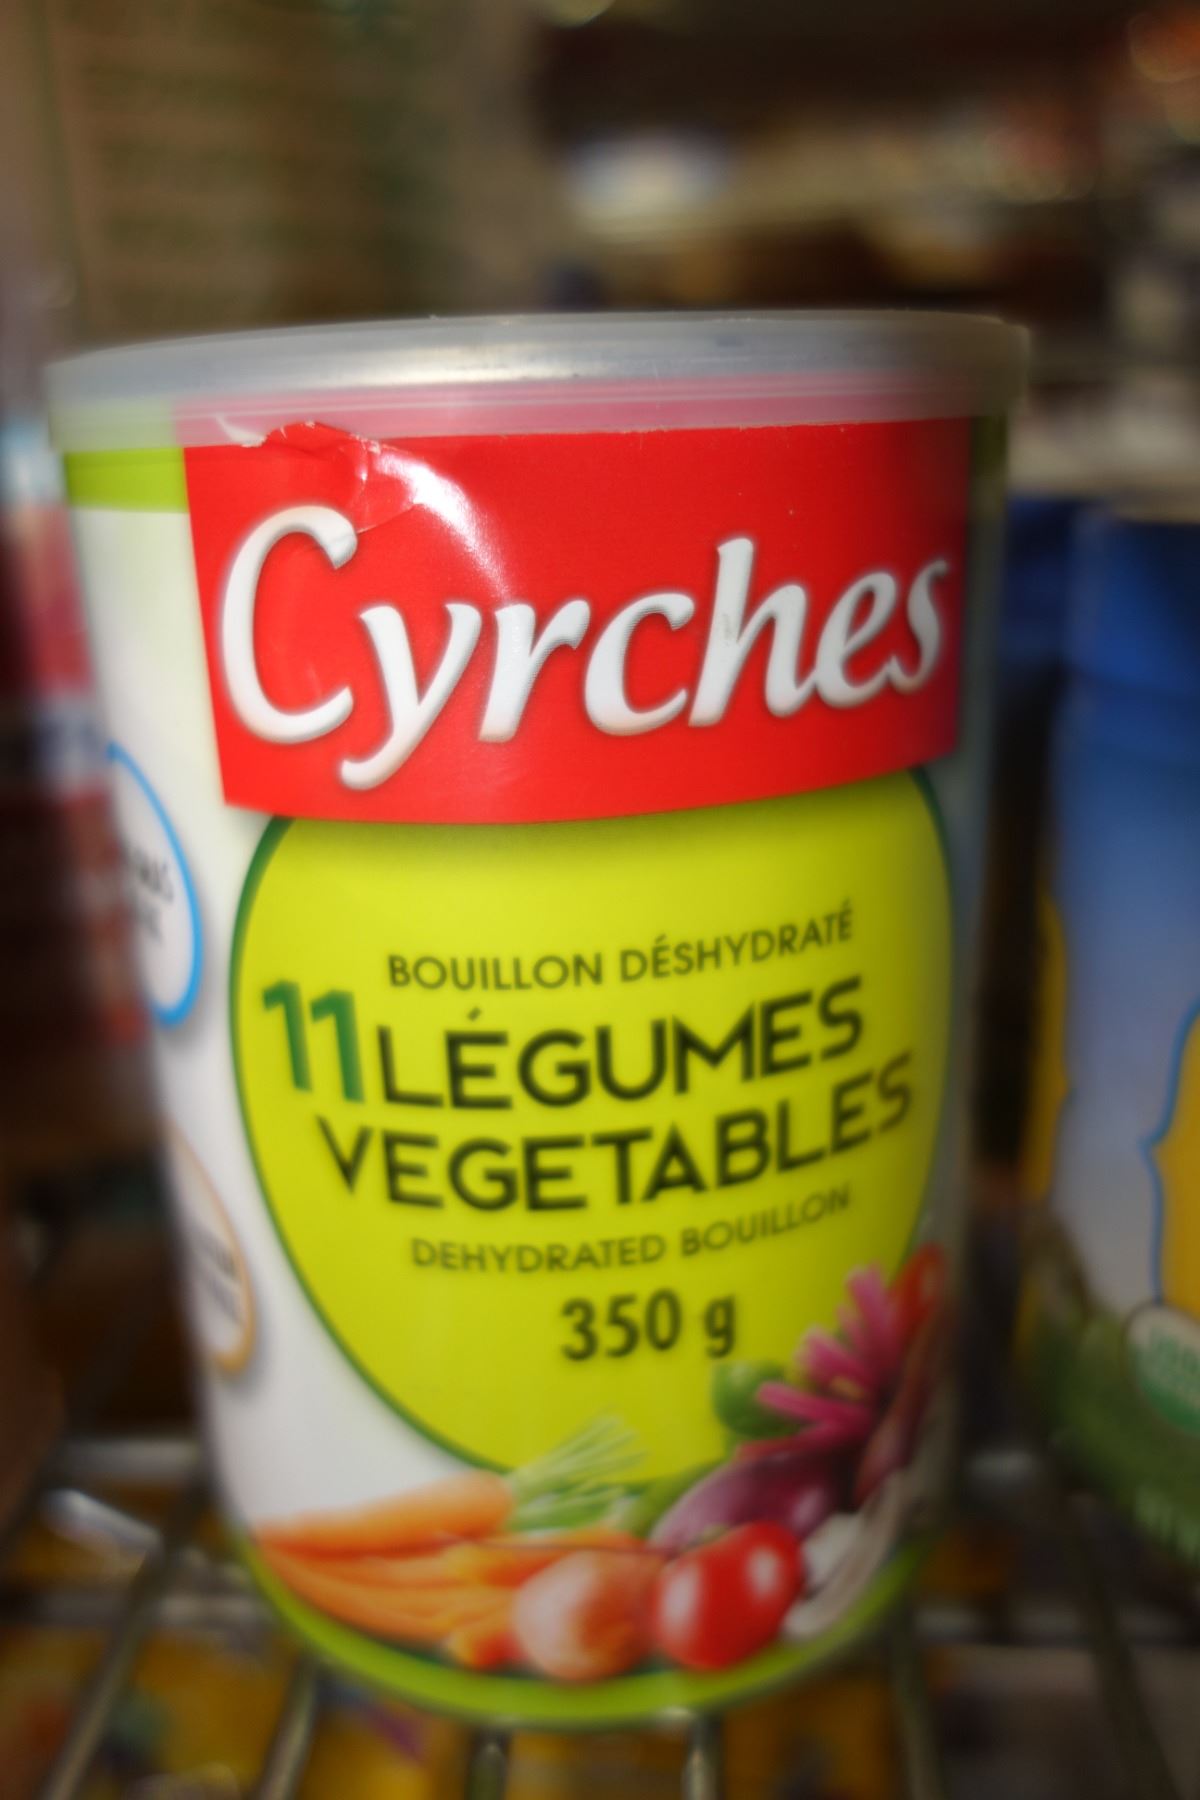 Cyrches
BOUILLON DÉSHYDRATÉ
11 LÉGUMES
VEGETABLES
DEHYDRATED BOUILLON
350 g